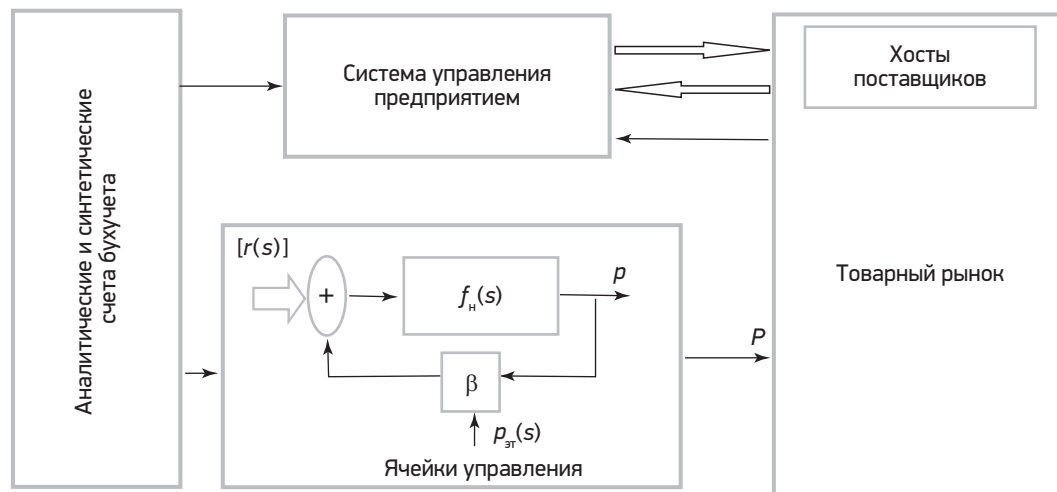 Аналитические и синтетические
счета бухучета
Система управления
предприятием
Хосты
поставщиков
Товарный рынок
[r(s)]
+
fн(s)
p
β
pэт(s)
Ячейки управления
P